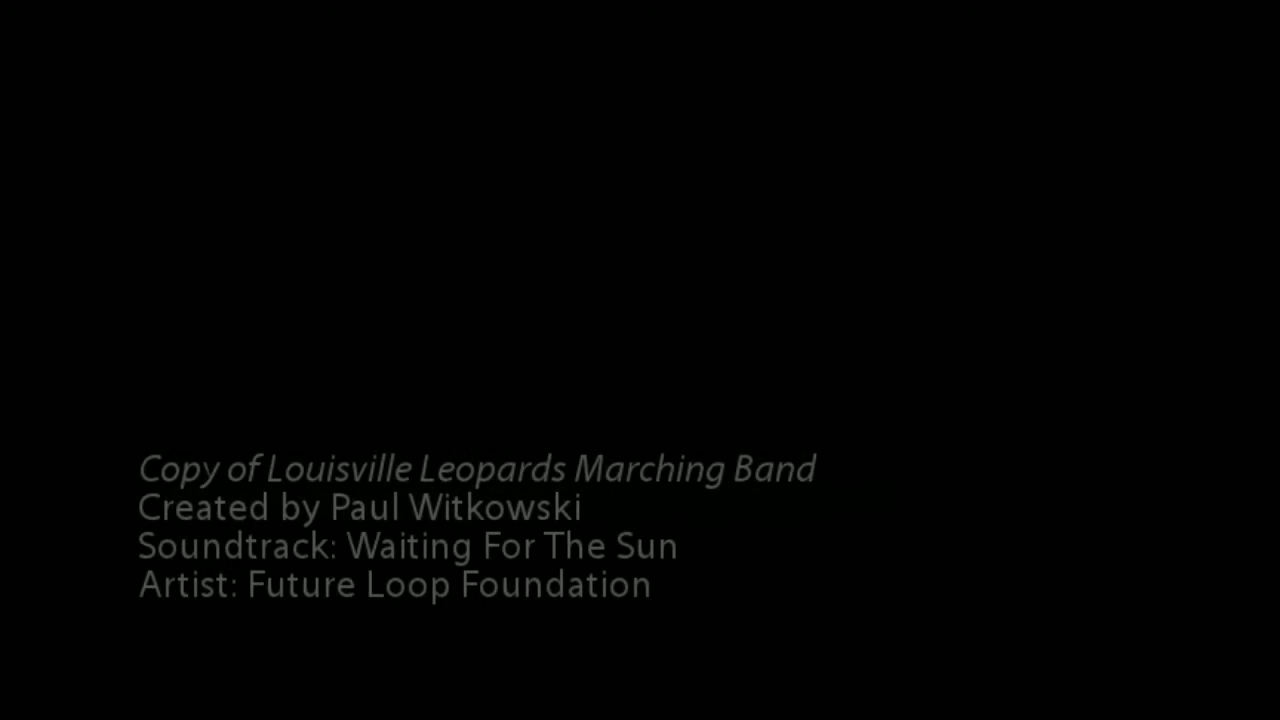 Copy of Louisville Leopards Marching Band
Created by Paul Witkowski
Soundtrack: Waiting For The Sun
Artist: Future Loop Foundation